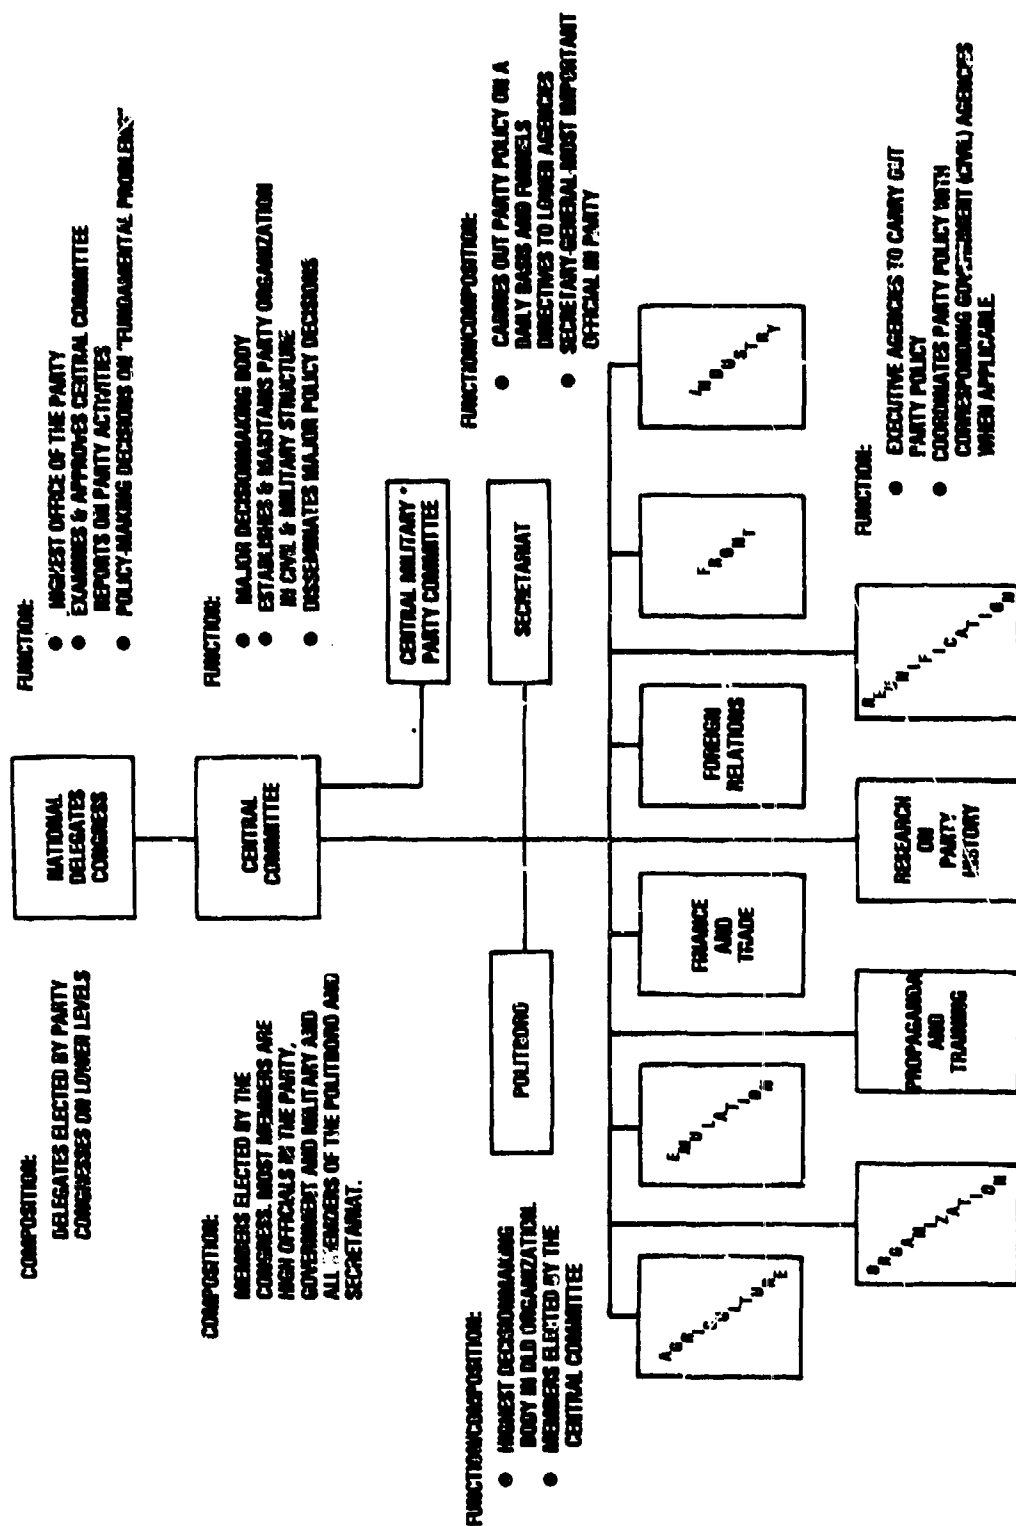 COMPOSITION:
DELEGATES ELECTED BY PARTY
CONGRESSES ON LOWER LEVELS
NATIONAL
DELEGATES
CONGRESS
FUNCTION:
● HIGHEST OFFICE OF THE PARTY
● EXAMINES & APPROVES CENTRAL COMMITTEE
REPORTS ON PARTY ACTIVITIES
● POLICY-MAKING DECISIONS ON "FUNDAMENTAL PROBLEMS"
COMPOSITION:
MEMBERS ELECTED BY THE
CONGRESS. MOST MEMBERS ARE
HIGH OFFICIALS IN THE PARTY,
GOVERNMENT AND MILITARY AND
ALL MEMBERS OF THE POLITBORO AND
SECRETARIAT.
CENTRAL
COMMITTEE
FUNCTION:
● MAJOR DECISIONMAKING BODY
● ESTABLISHES & MAINTAINS PARTY ORGANIZATION
IN CIVIL & MILITARY STRUCTURE
● DISSEMINATES MAJOR POLICY DECISIONS
CENTRAL MILITARY *
PARTY COMMITTEE
FUNCTION/COMPOSITION:
● HIGHEST DECISIONMAKING
BODY IN DLD ORGANIZATION.
● MEMBERS ELECTED BY THE
CENTRAL COMMITTEE
POLITBORO
SECRETARIAT
FUNCTION/COMPOSITION:
● CARRIES OUT PARTY POLICY ON A
DAILY BASIS AND FUNNELS
DIRECTIVES TO LOWER AGENCIES
● SECRETARY-GENERAL-MOST IMPORTANT
OFFICIAL IN PARTY
AGRICULTURE
EMULATION
FINANCE
AND
TRADE
FOREIGN
RELATIONS
FRONT
INDUSTRY
ORGANIZATION
PROPAGANDA
AND
TRAINING
RESEARCH
ON
PARTY
HISTORY
REUNIFICATION
FUNCTION:
● EXECUTIVE AGENCIES TO CARRY OUT
PARTY POLICY
● COORDINATES PARTY POLICY WITH
CORRESPONDING GOVERNMENT (CIVIL) AGENCIES
WHEN APPLICABLE